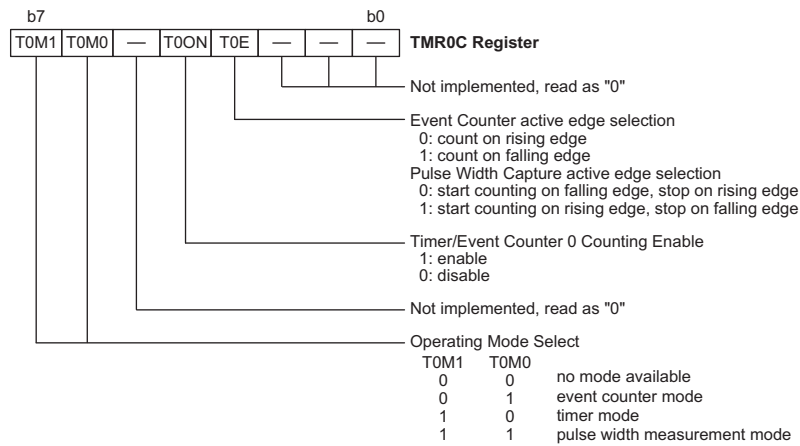 b7 b0
T0M1 T0M0 — T0ON T0E — — — TMR0C Register
Not implemented, read as "0"
Event Counter active edge selection
0: count on rising edge
1: count on falling edge
Pulse Width Capture active edge selection
0: start counting on falling edge, stop on rising edge
1: start counting on rising edge, stop on falling edge
Timer/Event Counter 0 Counting Enable
1: enable
0: disable
Not implemented, read as "0"
Operating Mode Select
T0M1 T0M0
0 0 no mode available
0 1 event counter mode
1 0 timer mode
1 1 pulse width measurement mode